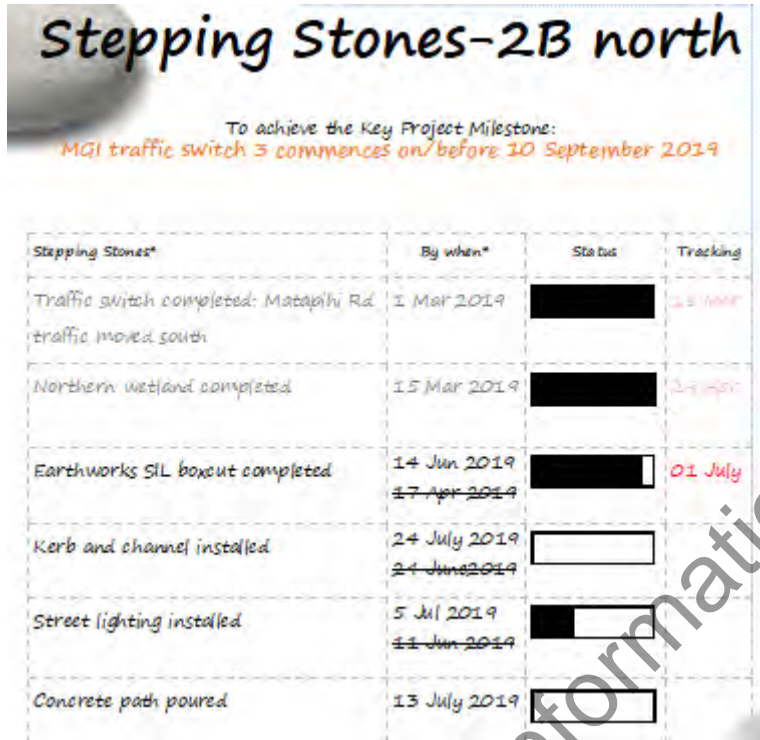 Stepping Stones-2B north
To achieve the Key Project Milestone:
MGI traffic switch 3 commences on/before 10 September 2019
Stepping Stones* By when* Status Tracking
Traffic switch completed: Matapihi Rd 1 Mar 2019
traffic moved south
Northern wetland completed 15 Mar 2019
Earthworks SIL boxcut completed 14 Jun 2019 01 July
17 Apr 2019
Kerb and channel installed 24 July 2019
24 June2019
Street lighting installed 5 Jul 2019
11 Jun 2019
Concrete path poured 13 July 2019